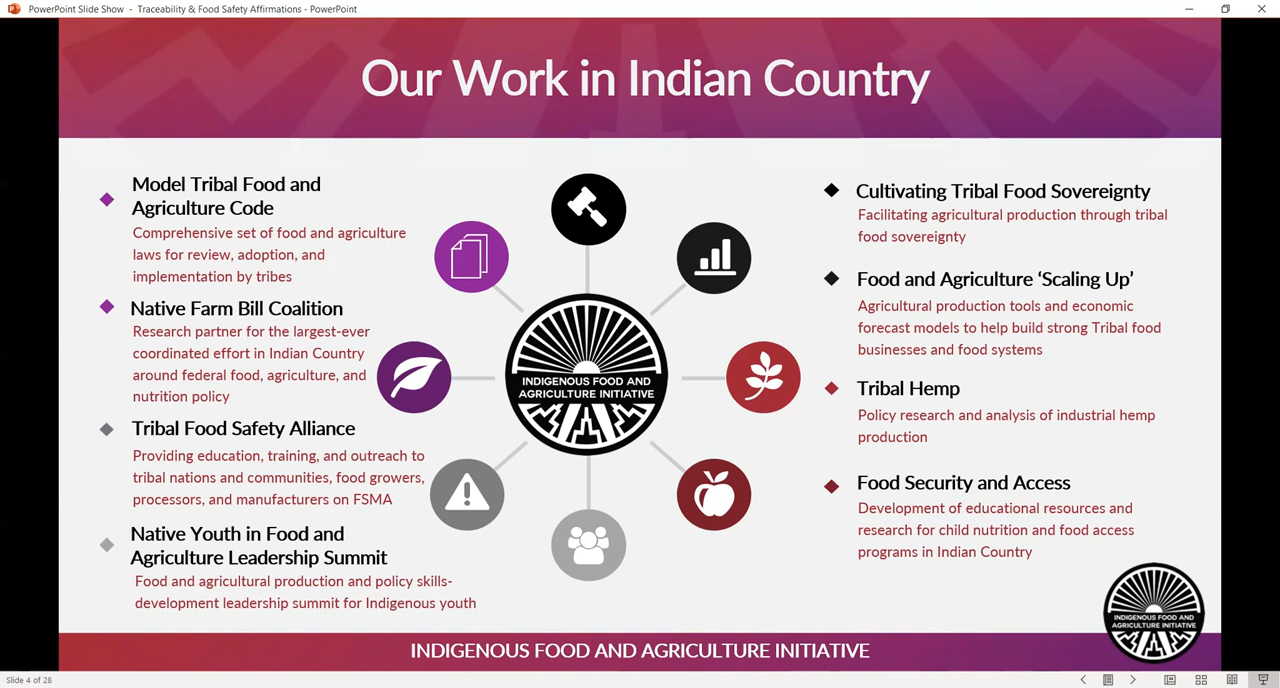 PowerPoint Slide Show - Traceability & Food Safety Affirmations - PowerPoint
Our Work in Indian Country
Model Tribal Food and
Agriculture Code
Comprehensive set of food and agriculture
laws for review, adoption, and
implementation by tribes
Native Farm Bill Coalition
Research partner for the largest-ever
coordinated effort in Indian Country
around federal food, agriculture, and
nutrition policy
Tribal Food Safety Alliance
Providing education, training, and outreach to
tribal nations and communities, food growers,
processors, and manufacturers on FSMA
Native Youth in Food and
Agriculture Leadership Summit
Food and agricultural production and policy skills-
development leadership summit for Indigenous youth
INDIGENOUS FOOD AND
AGRICULTURE INITIATIVE
Cultivating Tribal Food Sovereignty
Facilitating agricultural production through tribal
food sovereignty
Food and Agriculture ‘Scaling Up’
Agricultural production tools and economic
forecast models to help build strong Tribal food
businesses and food systems
Tribal Hemp
Policy research and analysis of industrial hemp
production
Food Security and Access
Development of educational resources and
research for child nutrition and food access
programs in Indian Country
INDIGENOUS FOOD AND
AGRICULTURE INITIATIVE
INDIGENOUS FOOD AND AGRICULTURE INITIATIVE
Slide 4 of 28